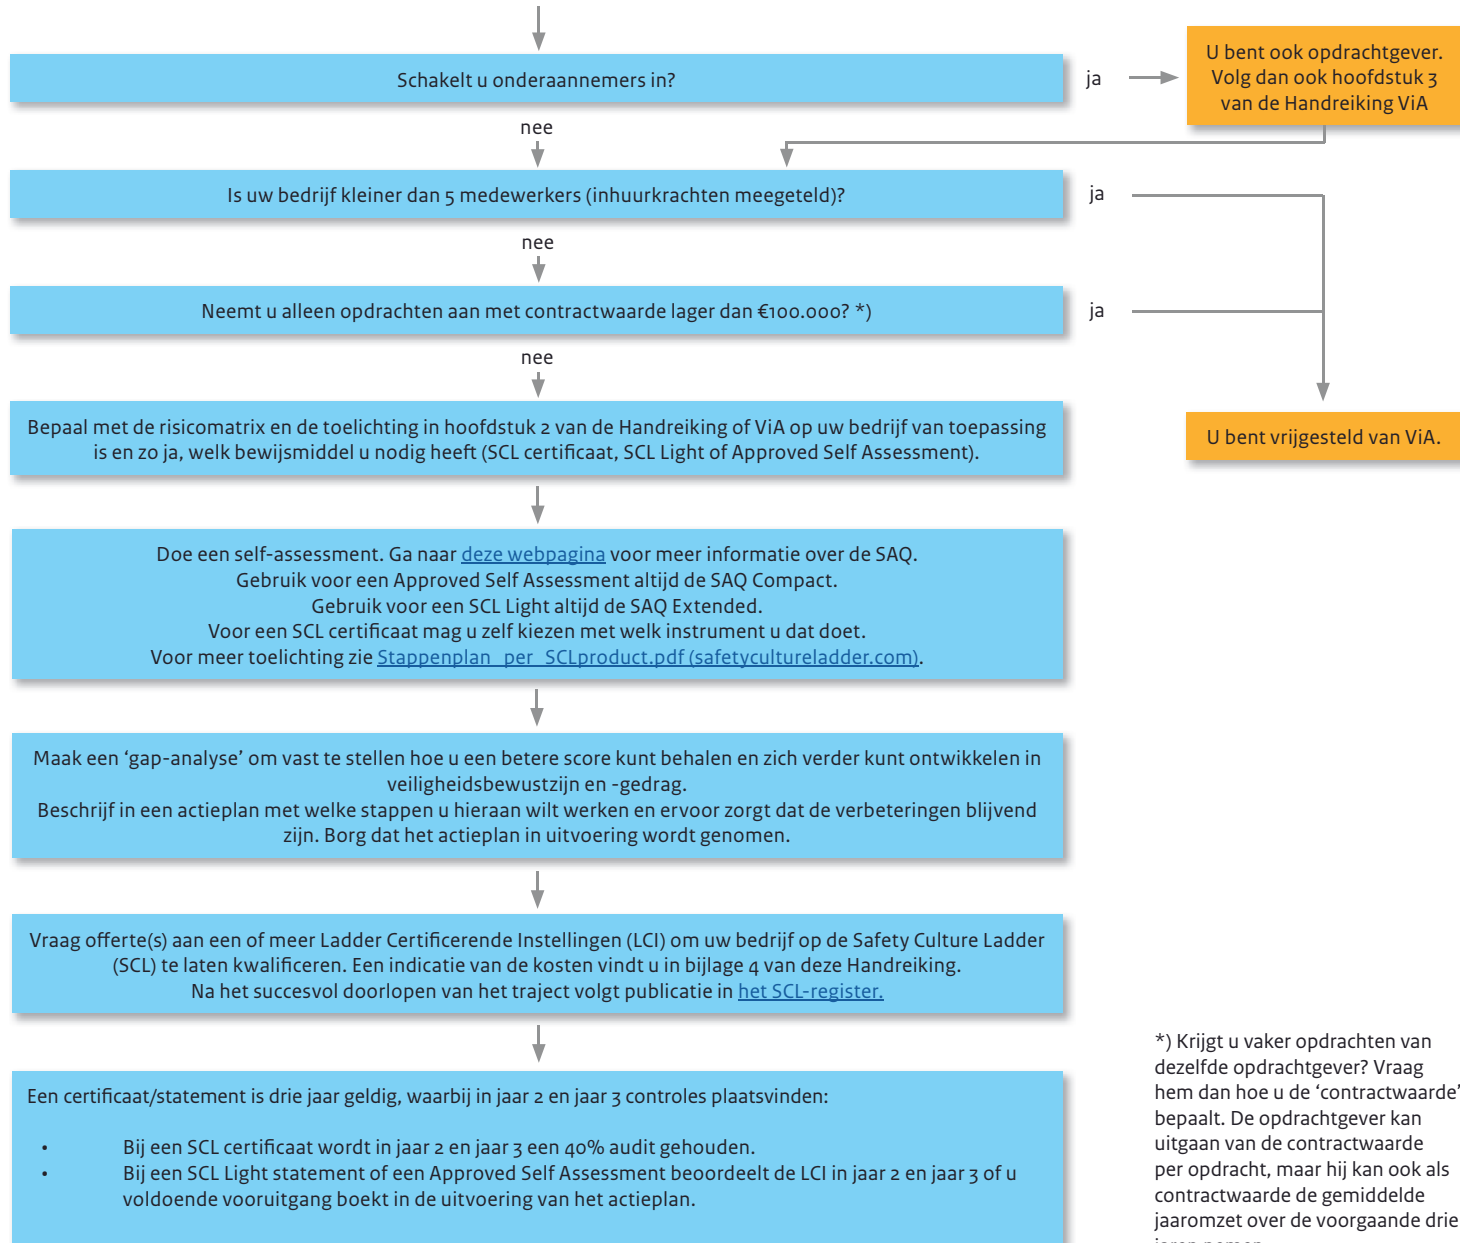 Schakelt u onderaannemers in?
ja
U bent ook opdrachtgever.
Volg dan ook hoofdstuk 3
van de Handreiking ViA
nee
Is uw bedrijf kleiner dan 5 medewerkers (inhuurkrachten meegeteld)?
ja
nee
Neemt u alleen opdrachten aan met contractwaarde lager dan €100.000? *)
ja
nee
Bepaal met de risicomatrix en de toelichting in hoofdstuk 2 van de Handreiking of ViA op uw bedrijf van toepassing
is en zo ja, welk bewijsmiddel u nodig heeft (SCL certificaat, SCL Light of Approved Self Assessment).
U bent vrijgesteld van ViA.
Doe een self-assessment. Ga naar deze webpagina voor meer informatie over de SAQ.
Gebruik voor een Approved Self Assessment altijd de SAQ Compact.
Gebruik voor een SCL Light altijd de SAQ Extended.
Voor een SCL certificaat mag u zelf kiezen met welk instrument u dat doet.
Voor meer toelichting zie Stappenplan_per_SCLproduct.pdf (safetycultureladder.com).
Maak een ‘gap-analyse’ om vast te stellen hoe u een betere score kunt behalen en zich verder kunt ontwikkelen in
veiligheidsbewustzijn en -gedrag.
Beschrijf in een actieplan met welke stappen u hieraan wilt werken en ervoor zorgt dat de verbeteringen blijvend
zijn. Borg dat het actieplan in uitvoering wordt genomen.
Vraag offerte(s) aan een of meer Ladder Certificerende Instellingen (LCI) om uw bedrijf op de Safety Culture Ladder
(SCL) te laten kwalificeren. Een indicatie van de kosten vindt u in bijlage 4 van deze Handreiking.
Na het succesvol doorlopen van het traject volgt publicatie in het SCL-register.
Een certificaat/statement is drie jaar geldig, waarbij in jaar 2 en jaar 3 controles plaatsvinden:
• Bij een SCL certificaat wordt in jaar 2 en jaar 3 een 40% audit gehouden.
• Bij een SCL Light statement of een Approved Self Assessment beoordeelt de LCI in jaar 2 en jaar 3 of u
voldoende vooruitgang boekt in de uitvoering van het actieplan.
*) Krijgt u vaker opdrachten van
dezelfde opdrachtgever? Vraag
hem dan hoe u de ‘contractwaarde’
bepaalt. De opdrachtgever kan
uitgaan van de contractwaarde
per opdracht, maar hij kan ook als
contractwaarde de gemiddelde
jaaromzet over de voorgaande drie